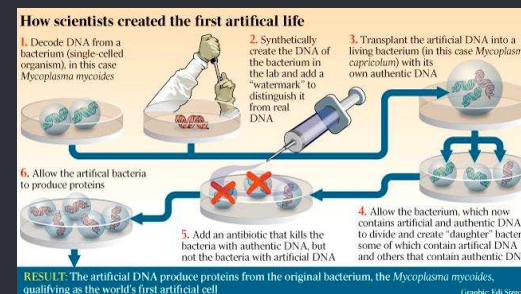 How scientists created the first artifical life
1. Decode DNA from a
bacterium (single-celled
organism), in this case
Mycoplasma mycoides
2. Synthetically
create the DNA of
the bacterium in
the lab and add a
"watermark" to
distinguish it
from real
DNA
3. Transplant the artificial DNA into a
living bacterium (in this case Mycoplasm
capricolum) with its
own authentic DNA
4. Allow the bacterium, which now
contains artificial and authentic DNA
to divide and create "daughter" bacter
some of which contain artifical DNA
and others that contain authentic DN
5. Add an antibiotic that kills the
bacteria with authentic DNA, but
not the bacteria with artificial DNA
6. Allow the artifical bacteria
to produce proteins
RESULT: The artificial DNA produce proteins from the original bacterium, the Mycoplasma mycoides,
qualifying as the world's first artificial cell
Graphic: Edi